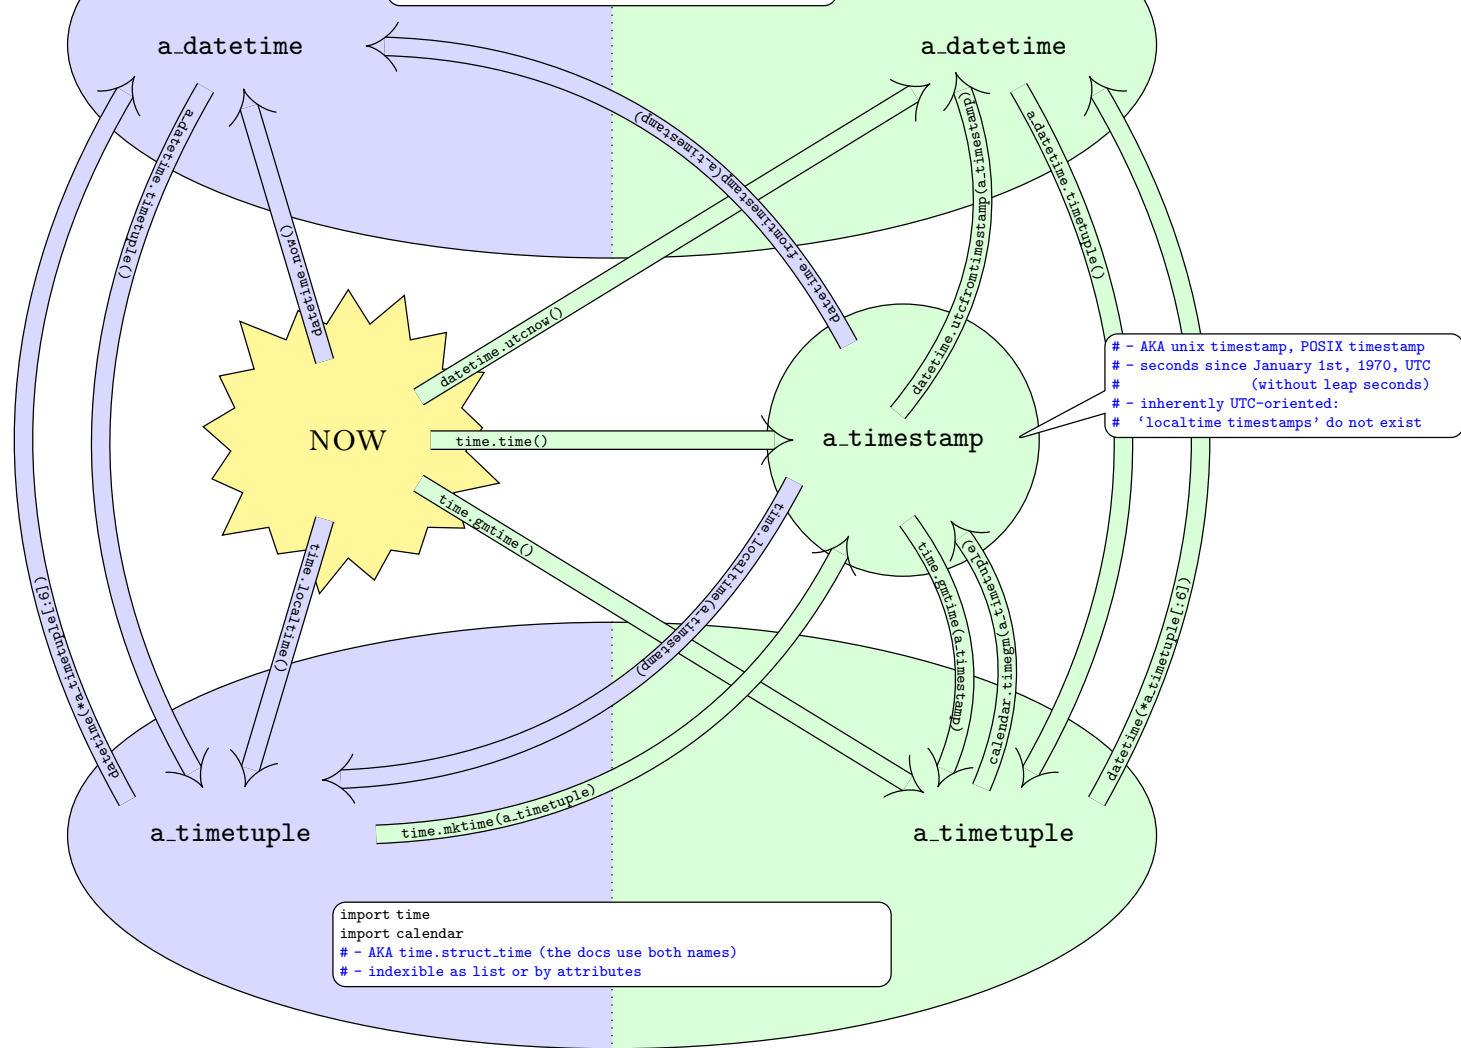 a_datetime
a_datetime
datetime.fromtimestamp(a_timestamp)
datetime.utcfromtimestamp(a_timestamp)
a_datetime.timetuple()
a_datetime.timetuple()
datetime.now()
datetime.utcnow()
# - AKA unix timestamp, POSIX timestamp
# - seconds since January 1st, 1970, UTC
# (without leap seconds)
# - inherently UTC-oriented:
# ‘localtime timestamps’ do not exist
NOW
time.time()
a_timestamp
time.gmtime()
time.localtime()
time.localtime(a_timestamp)
time.gmtime(a_timestamp)
calendar.timegm(a_timetuple)
datetime(*a_timetuple[:6])
datetime(*a_timetuple[:6])
time.mktime(a_timetuple)
a_timetuple
a_timetuple
import time
import calendar
# - AKA time.struct_time (the docs use both names)
# - indexible as list or by attributes